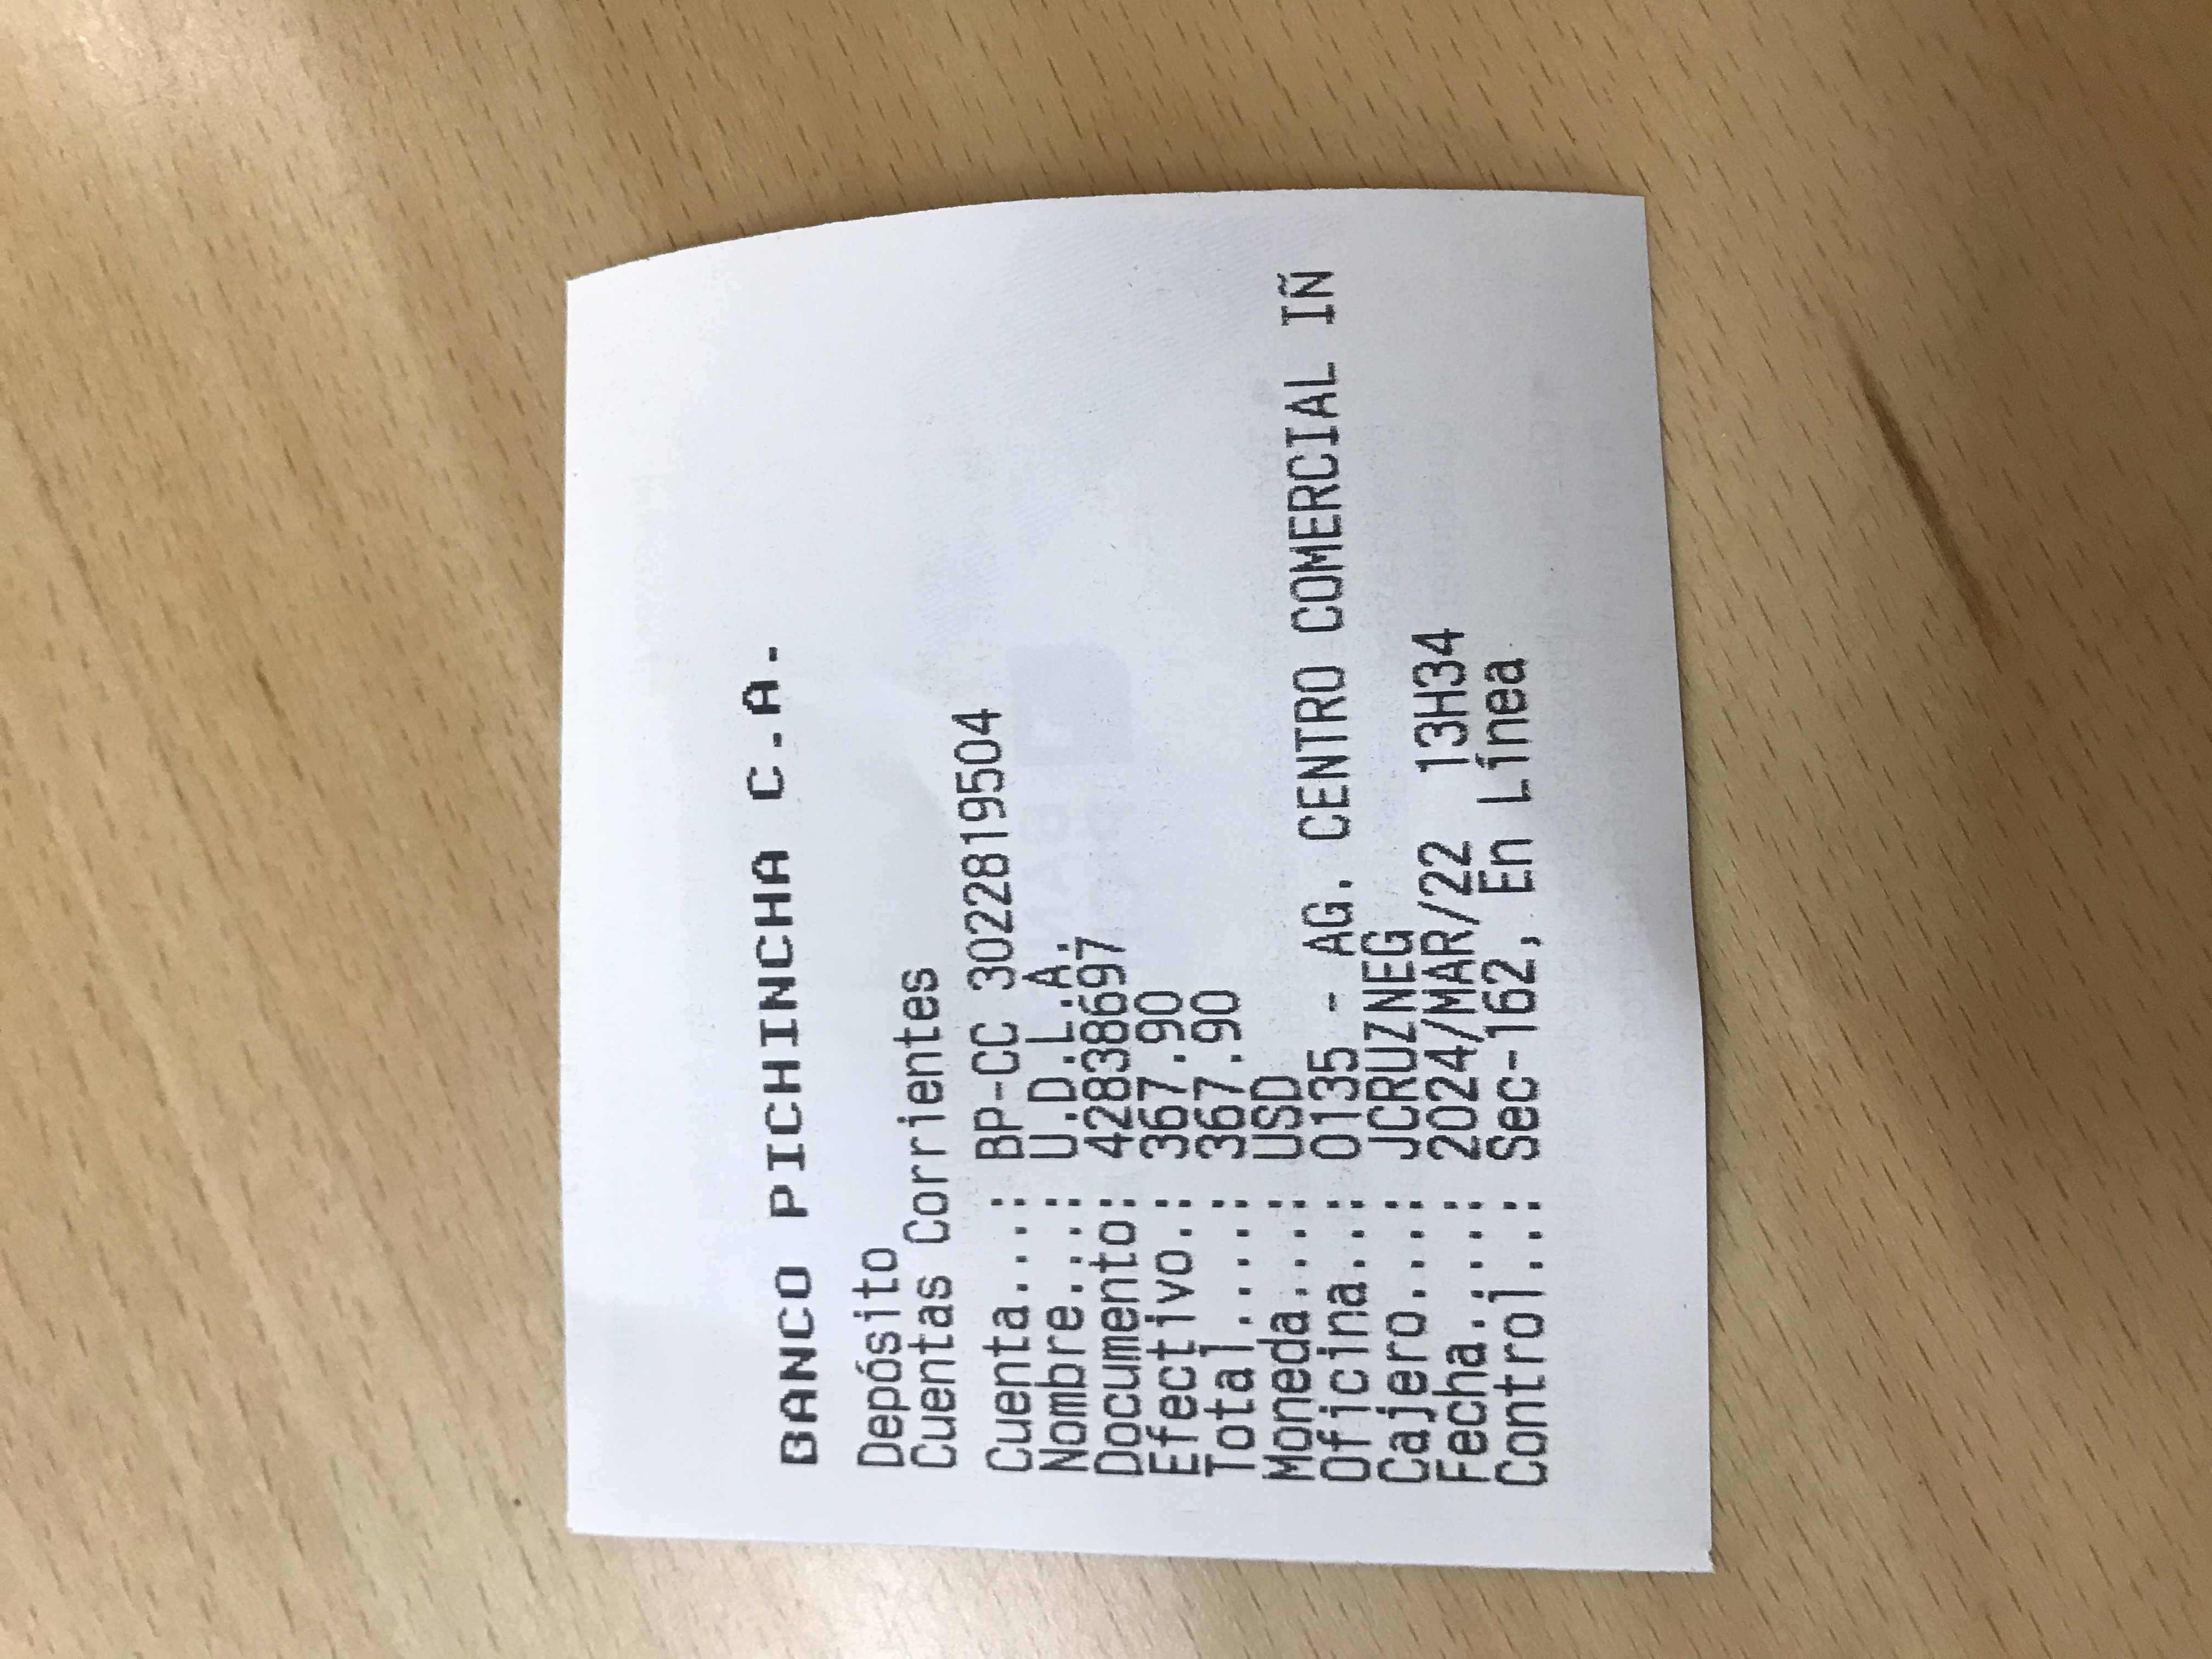 BANCO PICHINCHA C.A.
Depósito
Cuentas Corrientes
Cuenta....: BP-CC 3022819504
Nombre....: U.D.L.A.
Documento: 42838697
Efectivo.: 367.90
Total.....: 367.90
Moneda....: USD
Oficina...: 0135 - AG. CENTRO COMERCIAL IÑ
Cajero....: JCRUZNEG
Fecha.....: 2024/MAR/22 13H34
Control..: Sec-162, En Línea